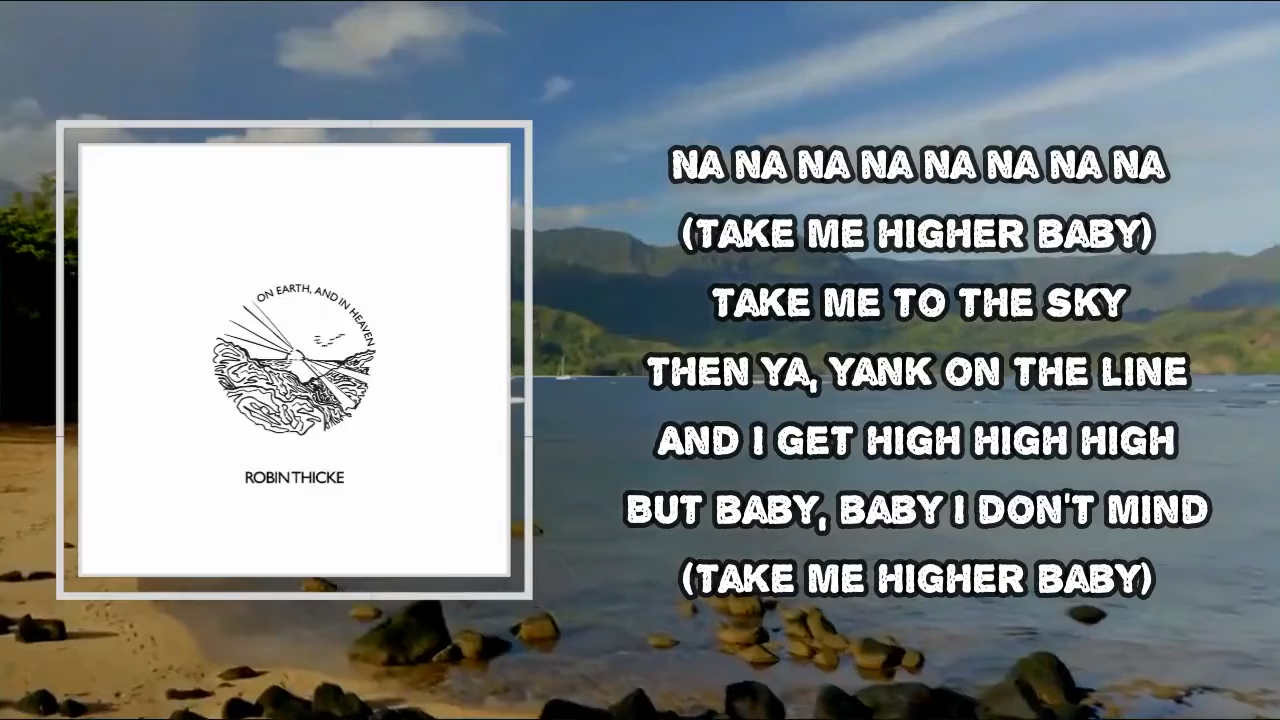 ON EARTH, AND IN HEAVEN
ROBIN THICKE
NA NA NA NA NA NA NA NA
(TAKE ME HIGHER BABY)
TAKE ME TO THE SKY
THEN YA, YANK ON THE LINE
AND I GET HIGH HIGH HIGH
BUT BABY, BABY I DON'T MIND
(TAKE ME HIGHER BABY)